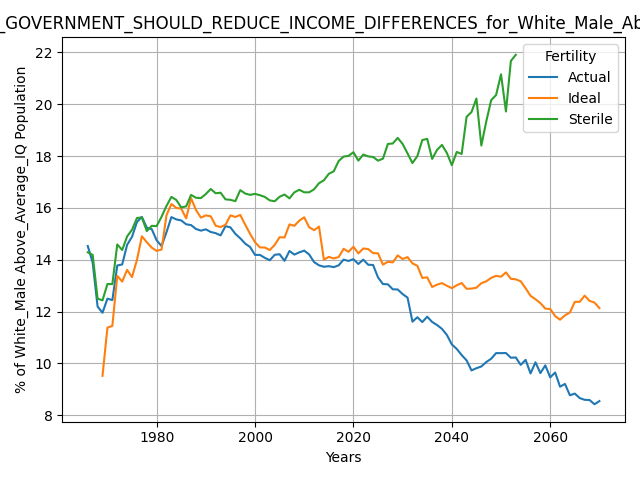 _GOVERNMENT_SHOULD_REDUCE_INCOME_DIFFERENCES_for_White_Male_Ab
% of White_Male Above_Average_IQ Population
22
20
18
16
14
12
10
8
1980
2000
2020
2040
2060
Years
Fertility
Actual
Ideal
Sterile